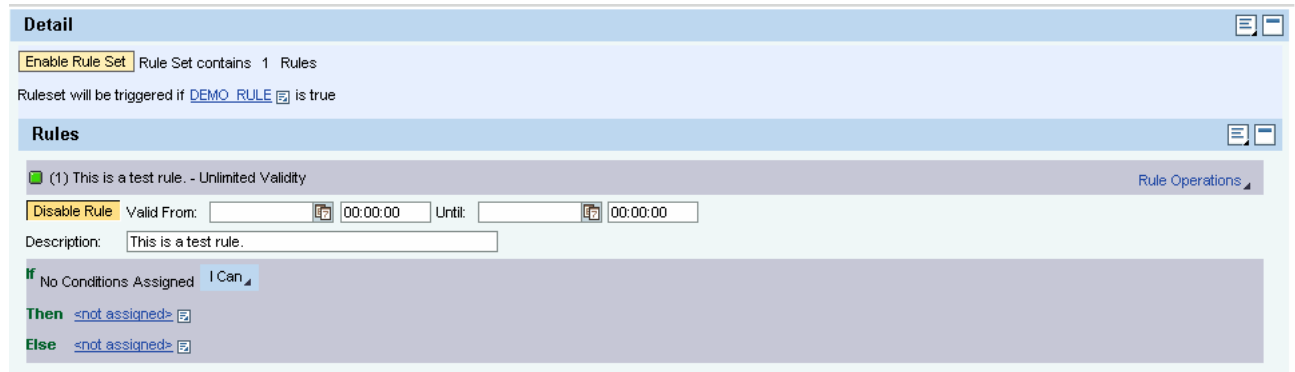 Detail
Enable Rule Set Rule Set contains 1 Rules
Ruleset will be triggered if DEMO_RULE is true
Rules
(1) This is a test rule. - Unlimited Validity Rule Operations
Disable Rule Valid From: 00:00:00 Until: 00:00:00
Description: This is a test rule.
If No Conditions Assigned I Can
Then <not assigned>
Else <not assigned>